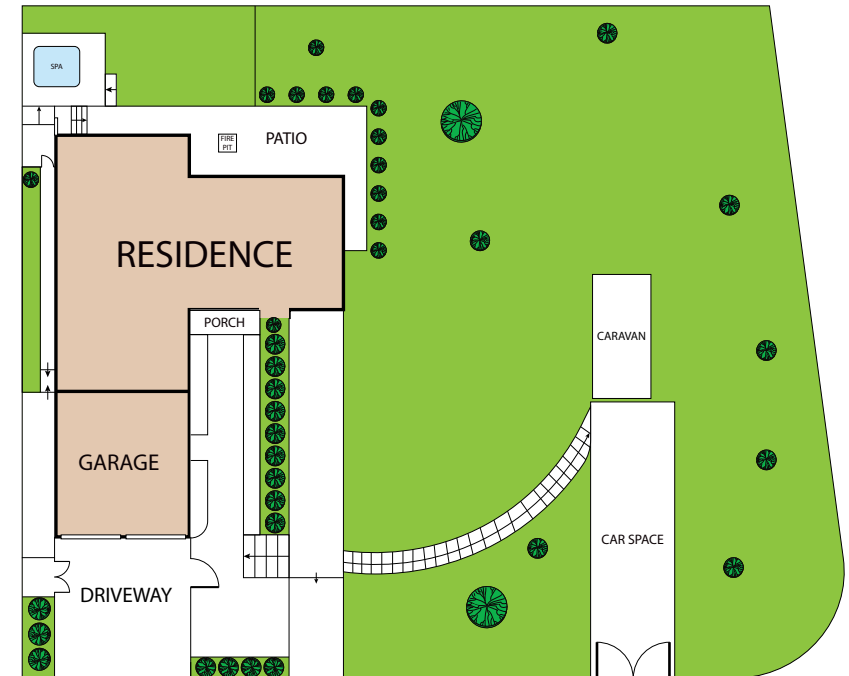 SPA
FIRE
PIT
PATIO
RESIDENCE
PORCH
CARAVAN
GARAGE
CAR SPACE
DRIVEWAY